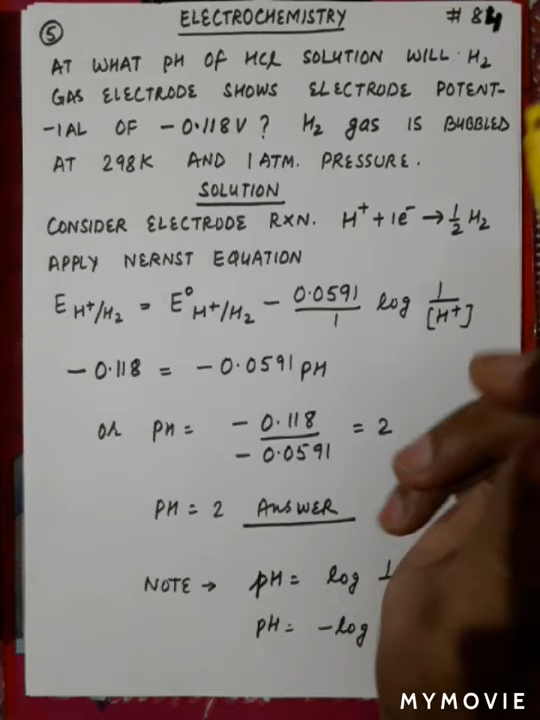 ⑤ ELECTROCHEMISTRY #84
AT WHAT PH OF HCl SOLUTION WILL H₂
GAS ELECTRODE SHOWS ELECTRODE POTENT-
-IAL OF -0.118V? H₂ gas IS BUBBLED
AT 298K AND 1 ATM. PRESSURE.
SOLUTION
CONSIDER ELECTRODE RXN. H⁺ + 1e⁻ → 1/2 H₂
APPLY NERNST EQUATION
E H⁺/H₂ = E° H⁺/H₂ - 0.0591/1 log 1/[H⁺]
-0.118 = -0.0591 PH
or PH = -0.118/-0.0591 = 2
PH = 2 ANSWER
NOTE → PH = log 1
PH = -log
MYMOVIE